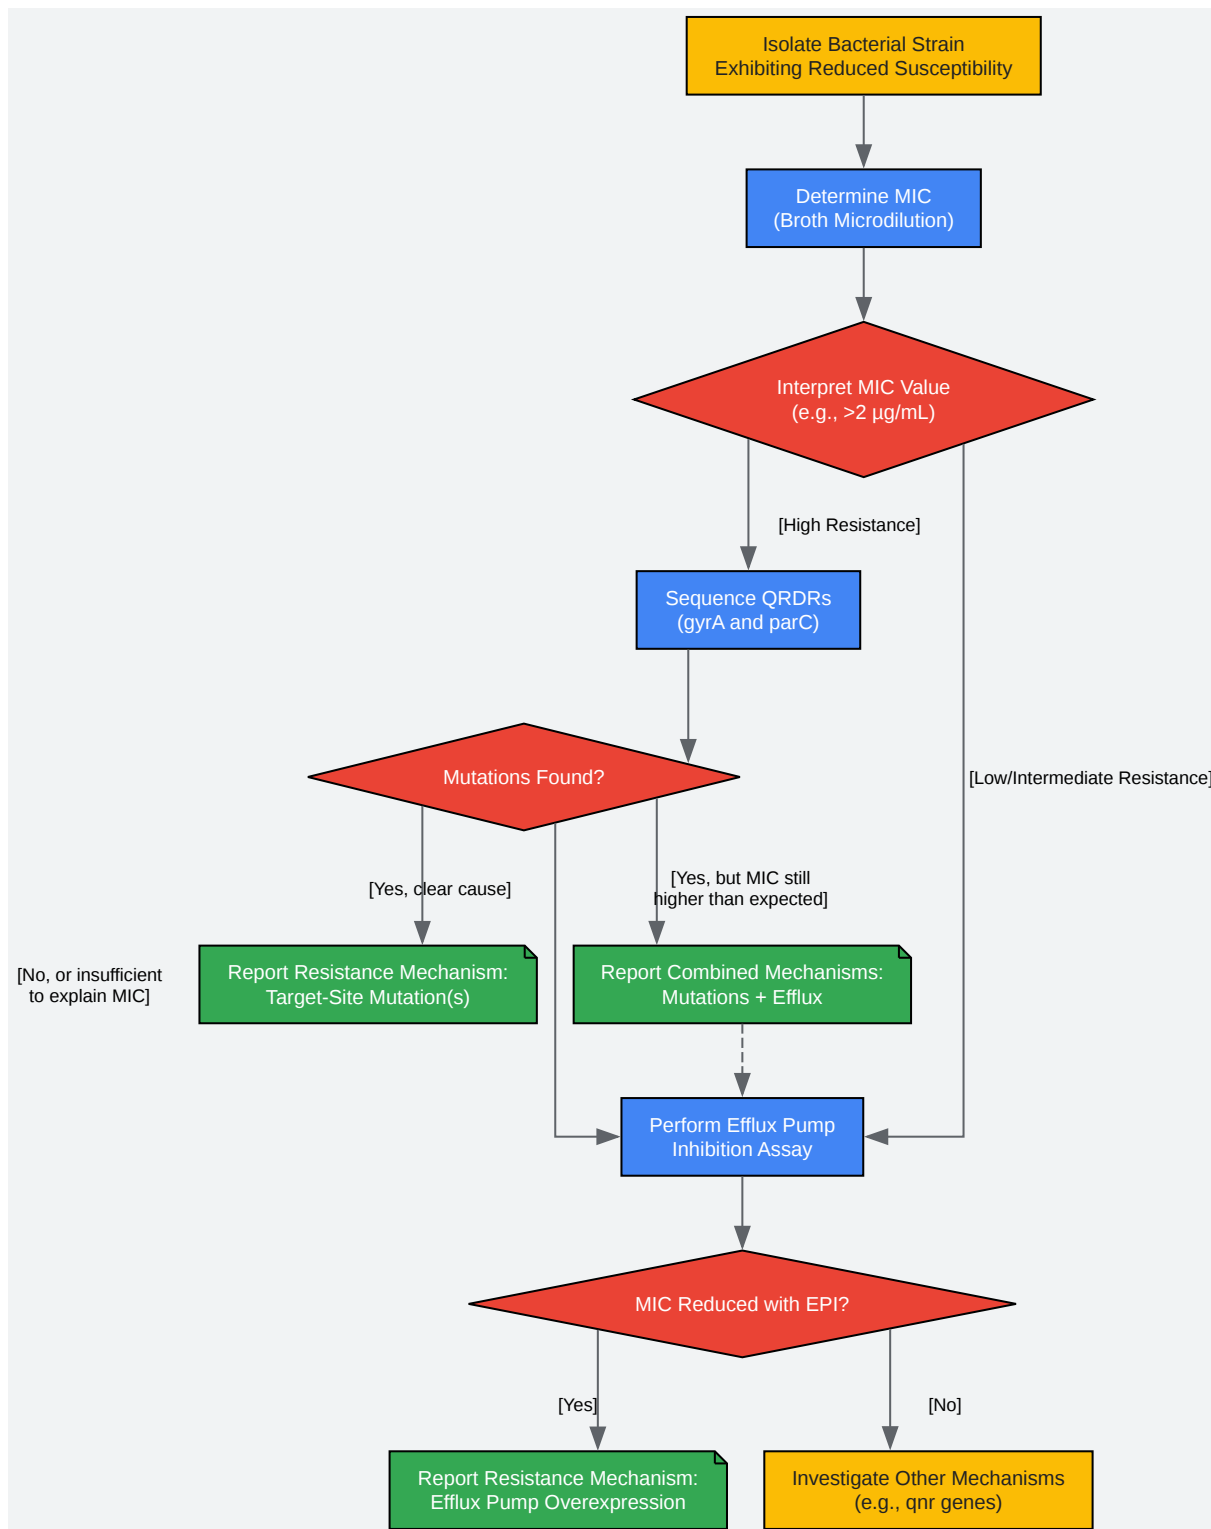 Isolate Bacterial Strain
Exhibiting Reduced Susceptibility
Determine MIC
(Broth Microdilution)
Interpret MIC Value
(e.g., >2 µg/mL)
[High Resistance]
Sequence QRDRs
(gyrA and parC)
Mutations Found?
[Low/Intermediate Resistance]
[Yes, clear cause]
[Yes, but MIC still
higher than expected]
[No, or insufficient
to explain MIC]
Report Resistance Mechanism:
Target-Site Mutation(s)
Report Combined Mechanisms:
Mutations + Efflux
Perform Efflux Pump
Inhibition Assay
MIC Reduced with EPI?
[Yes]
[No]
Report Resistance Mechanism:
Efflux Pump Overexpression
Investigate Other Mechanisms
(e.g., qnr genes)